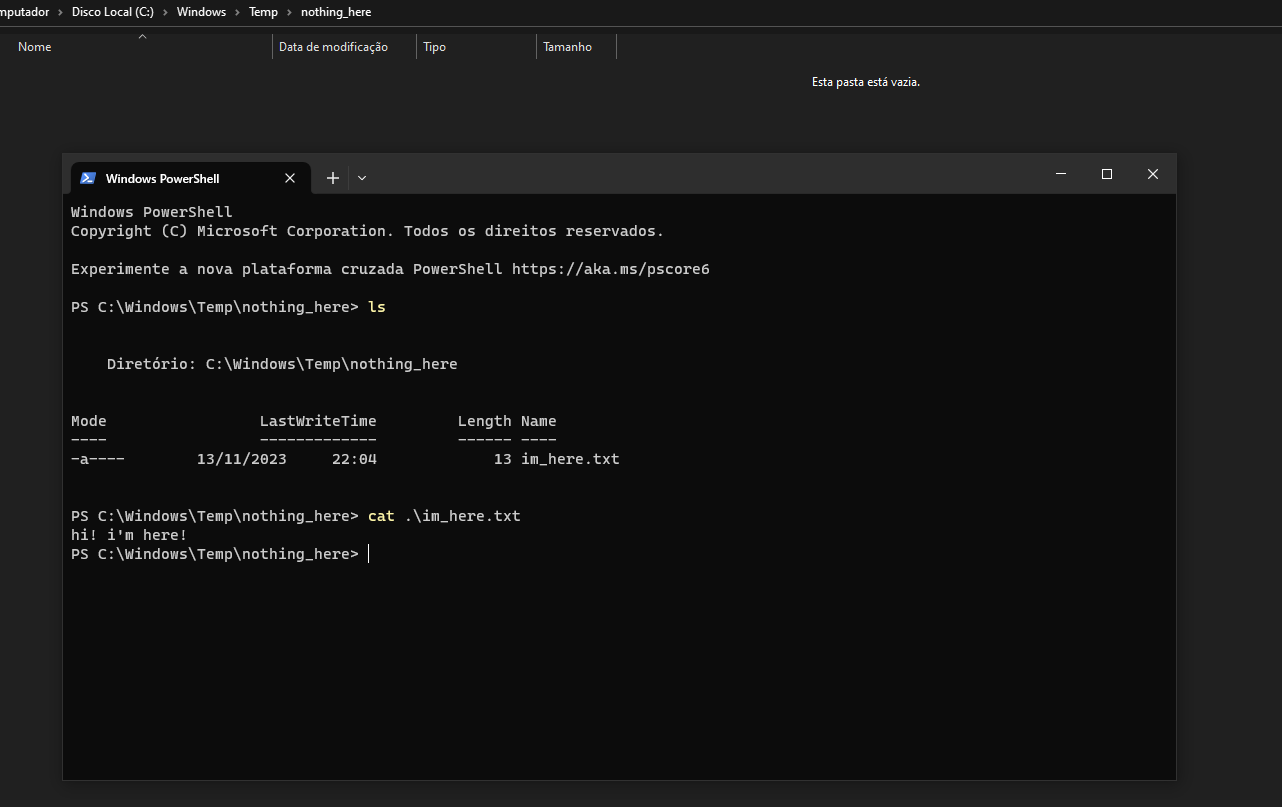 mputador > Disco Local (C:) > Windows > Temp > nothing_here
Nome Data de modificação Tipo Tamanho
Esta pasta está vazia.
Windows PowerShell
Windows PowerShell
Copyright (C) Microsoft Corporation. Todos os direitos reservados.
Experimente a nova plataforma cruzada PowerShell https://aka.ms/pscore6
PS C:\Windows\Temp\nothing_here> ls
Diretório: C:\Windows\Temp\nothing_here
Mode LastWriteTime Length Name
---- ------------- ------ ----
-a---- 13/11/2023 22:04 13 im_here.txt
PS C:\Windows\Temp\nothing_here> cat .\im_here.txt
hi! i'm here!
PS C:\Windows\Temp\nothing_here>